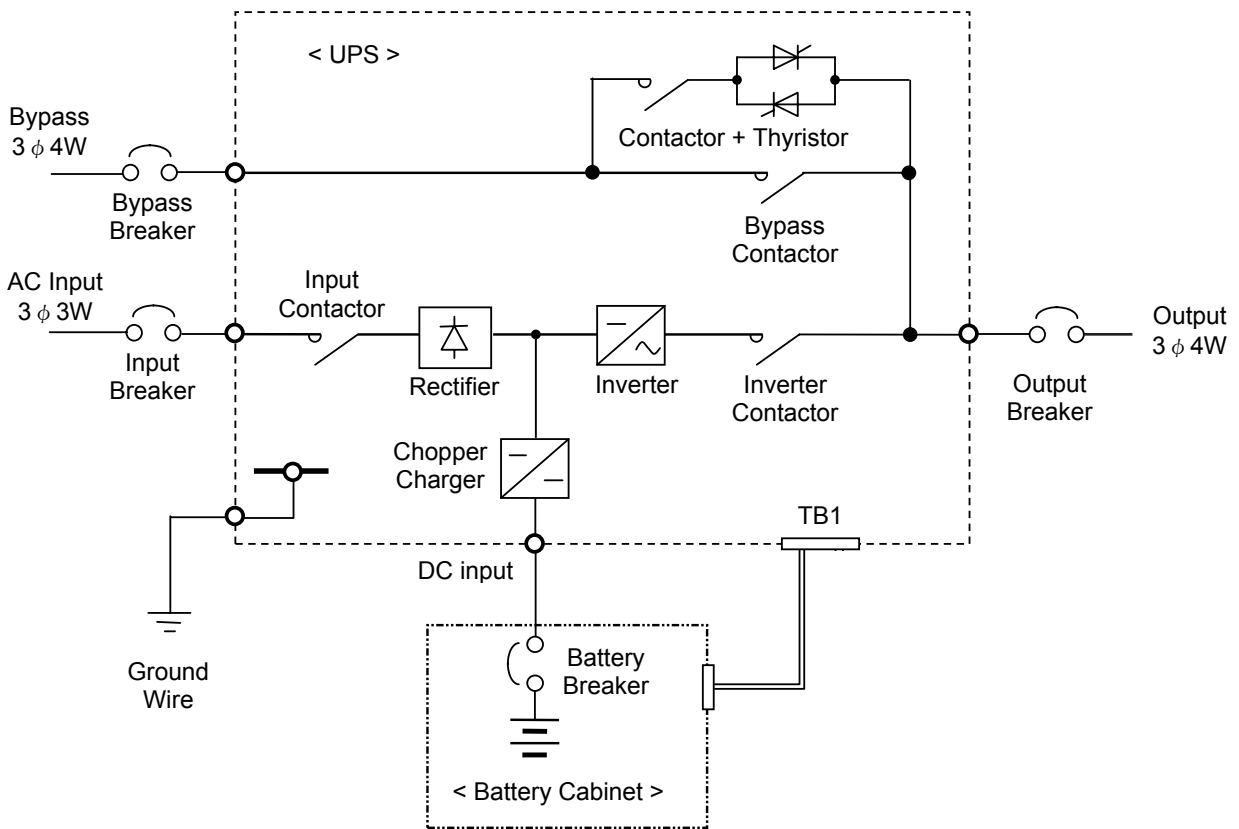 < UPS >
Bypass
3 ϕ 4W
Contactor + Thyristor
Bypass
Breaker
Bypass
Contactor
AC Input
3 ϕ 3W
Input
Contactor
Output
3 ϕ 4W
Input
Breaker
Rectifier
Inverter
Inverter
Contactor
Output
Breaker
Chopper
Charger
TB1
DC input
Ground
Wire
Battery
Breaker
< Battery Cabinet >